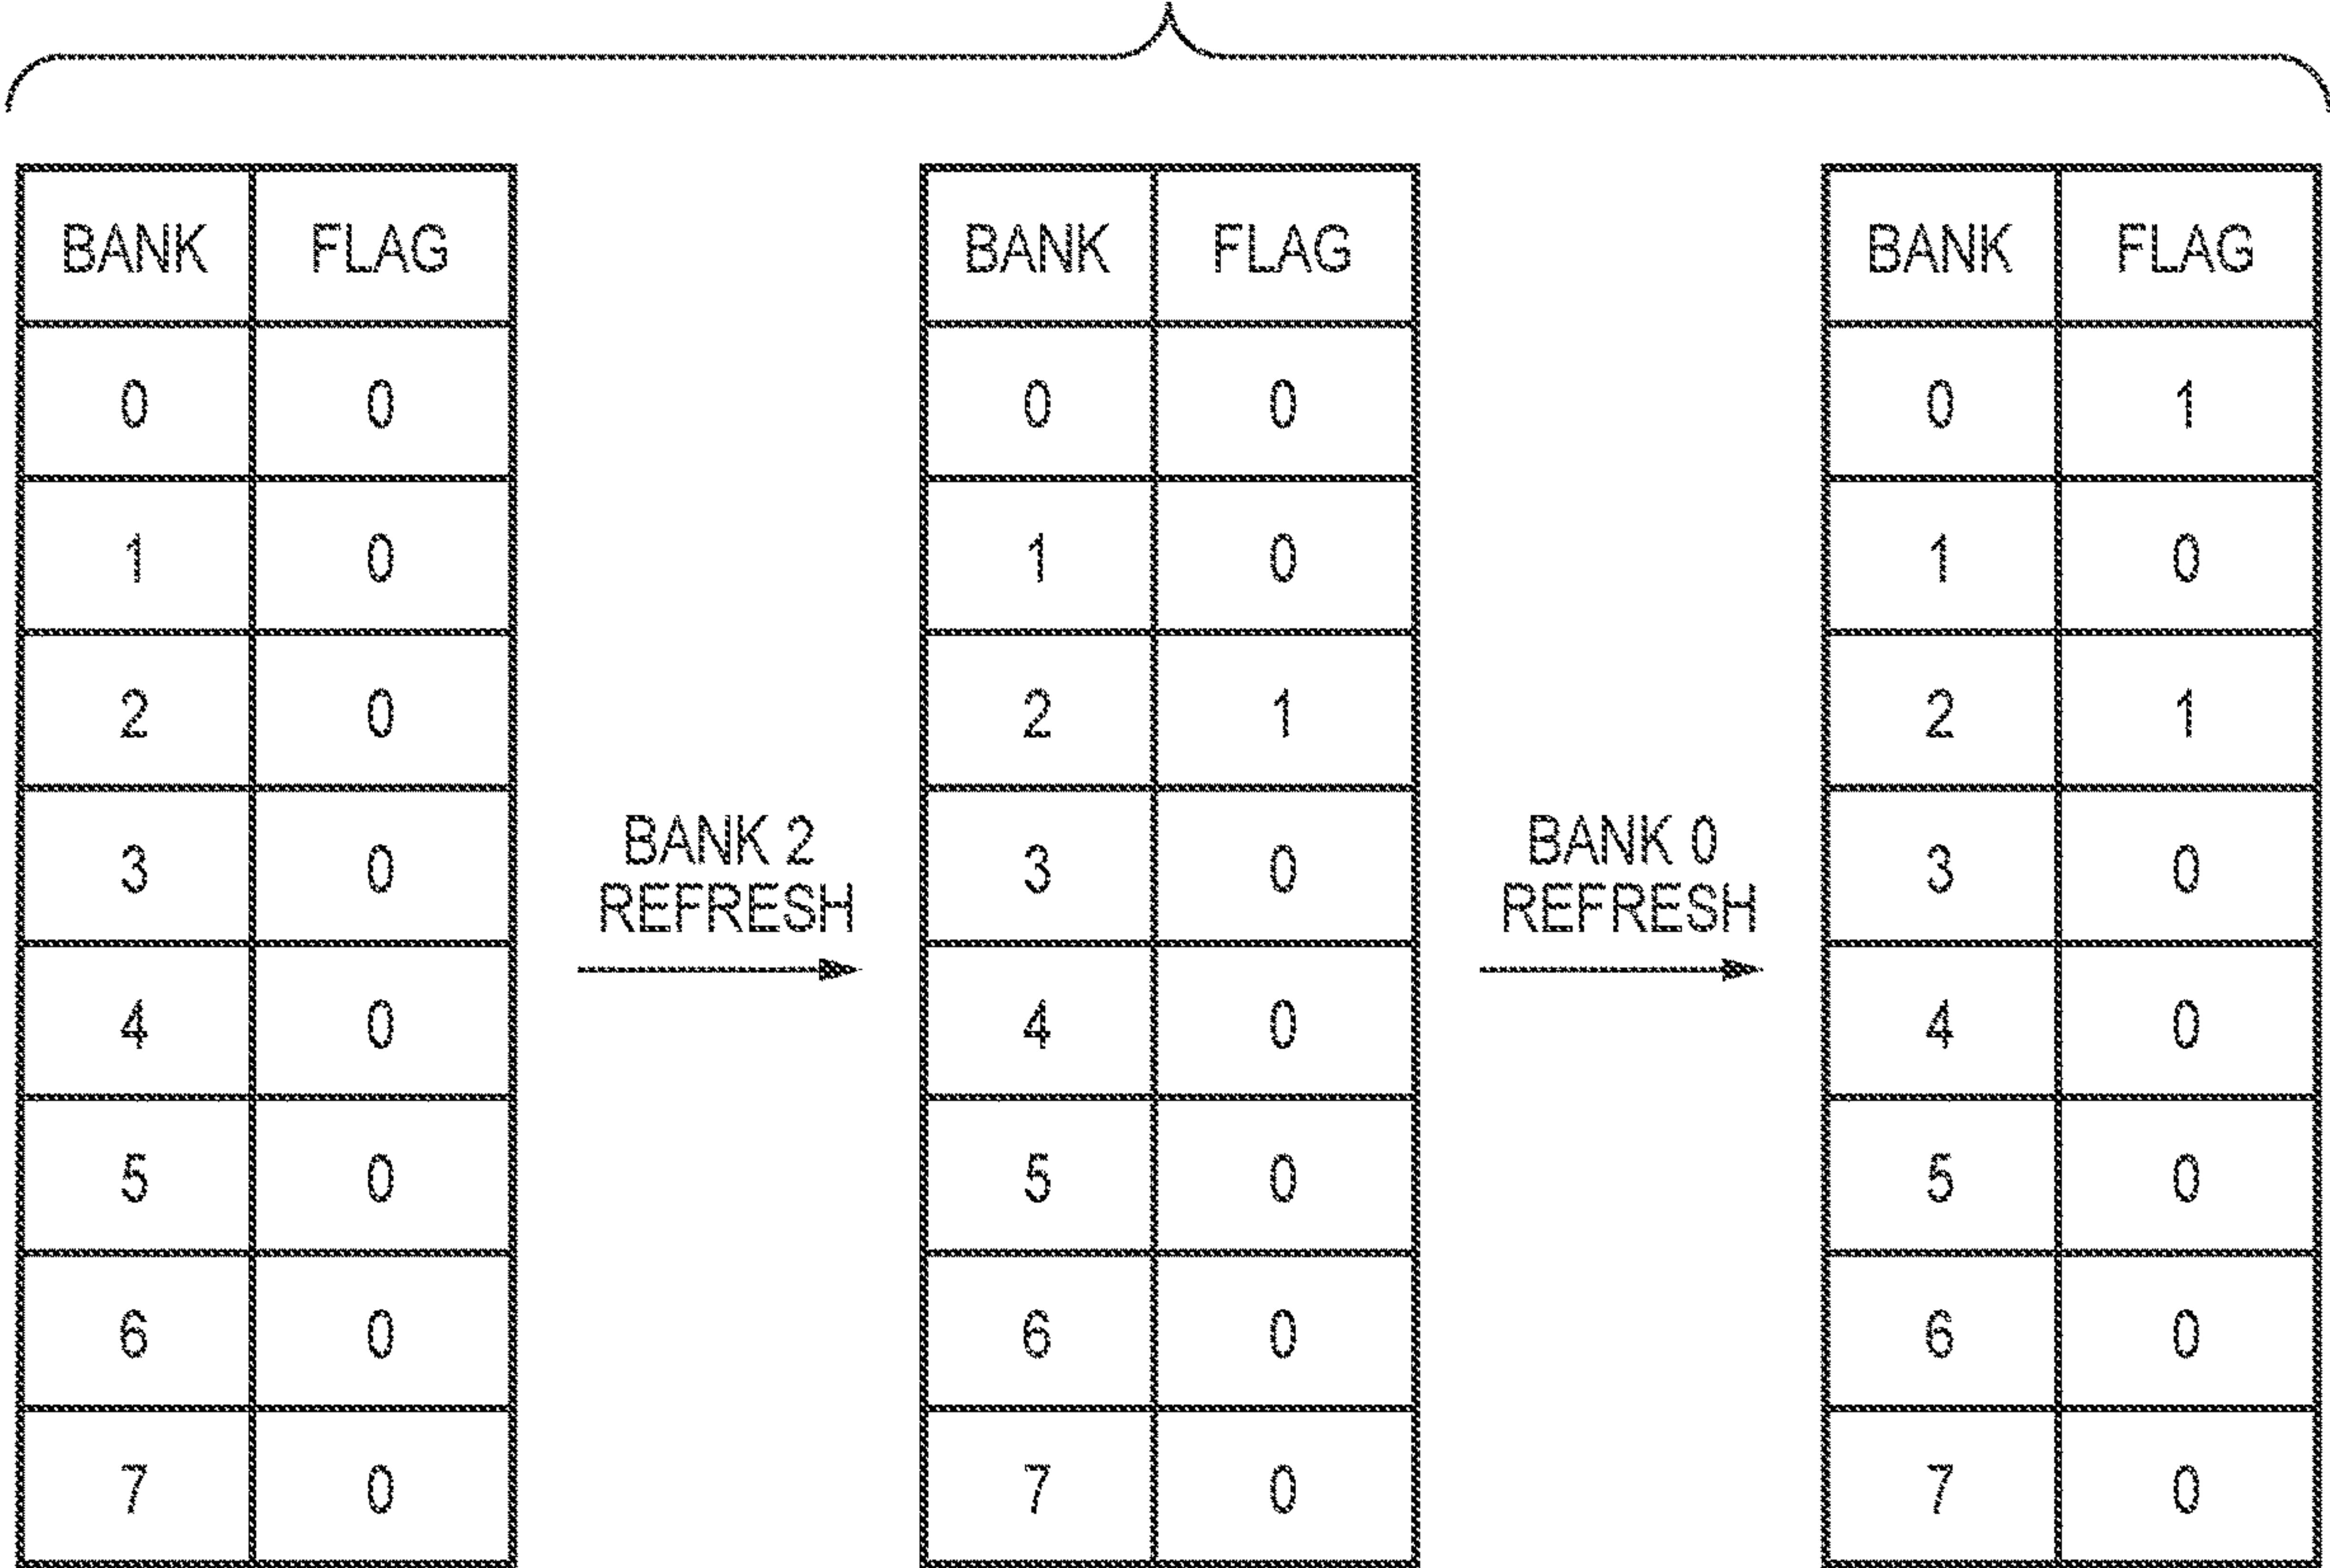 BANK FLAG BANK FLAG BANK FLAG
0 0 0 0 0 1
1 0 1 0 1 0
2 0 2 1 2 1
3 0 BANK 2 3 0 BANK 0 3 0
REFRESH REFRESH
4 0 4 0 4 0
5 0 5 0 5 0
6 0 6 0 6 0
7 0 7 0 7 0